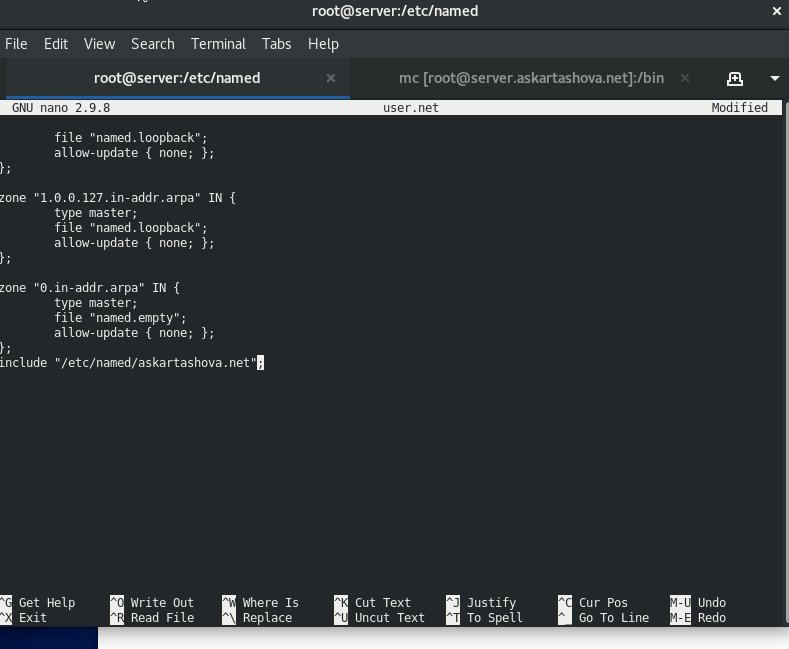 root@server:/etc/named ×
File Edit View Search Terminal Tabs Help
root@server:/etc/named × mc [root@server.askartashova.net]:/bin ×
GNU nano 2.9.8 user.net Modified
file "named.loopback";
allow-update { none; };
};
zone "1.0.0.127.in-addr.arpa" IN {
type master;
file "named.loopback";
allow-update { none; };
};
zone "0.in-addr.arpa" IN {
type master;
file "named.empty";
allow-update { none; };
};
include "/etc/named/askartashova.net";
^G Get Help ^O Write Out ^W Where Is ^K Cut Text ^J Justify ^C Cur Pos M-U Undo
^X Exit ^R Read File ^\ Replace ^U Uncut Text ^T To Spell ^_ Go To Line M-E Redo